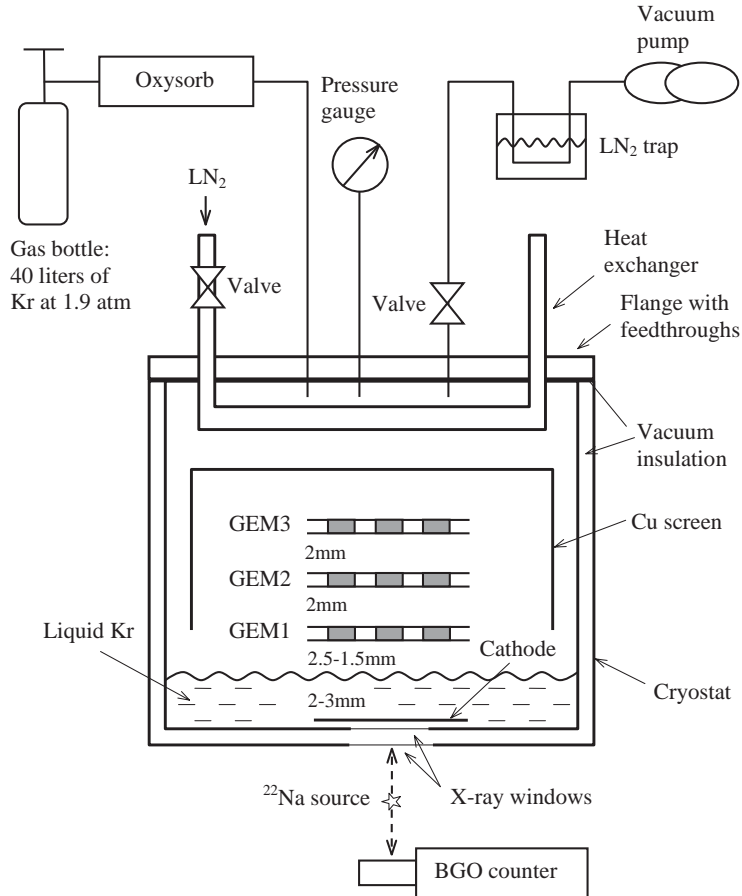 Vacuum
pump
Oxysorb
Pressure
gauge
LN₂ trap
LN₂
Gas bottle:
40 liters of
Kr at 1.9 atm
Valve
Valve
Heat
exchanger
Flange with
feedthroughs
Vacuum
insulation
GEM3
2mm
Cu screen
GEM2
2mm
GEM1
Liquid Kr
2.5-1.5mm
Cathode
2-3mm
Cryostat
²²Na source
X-ray windows
BGO counter